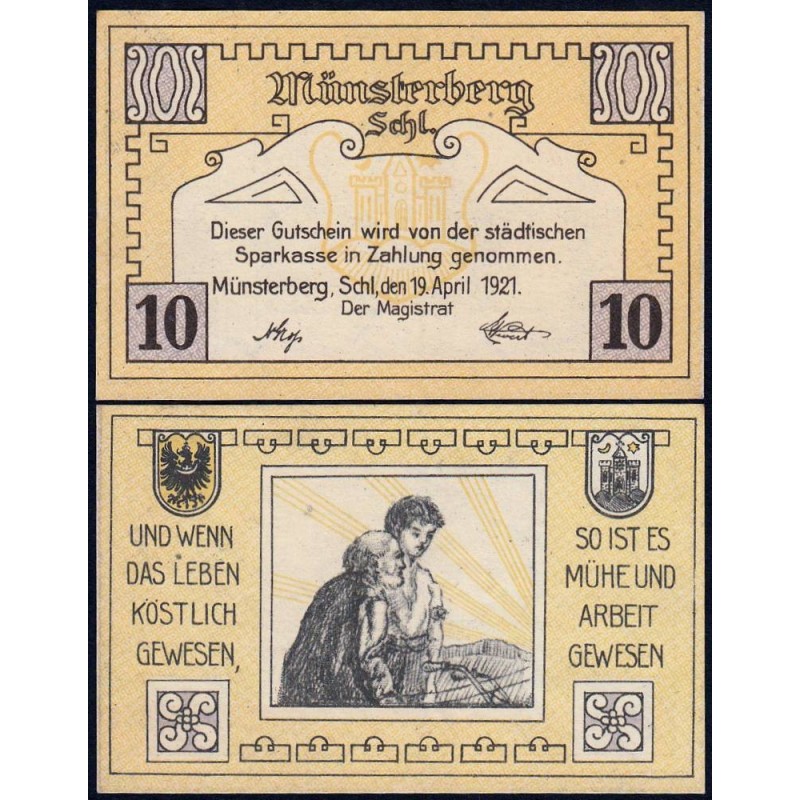 Münsterberg
Schl.
Dieser Gutschein wird von der städtischen
Sparkasse in Zahlung genommen.
Münsterberg, Schl, den 19. April 1921.
Der Magistrat
10
10
UND WENN
DAS LEBEN
KÖSTLICH
GEWESEN,
SO IST ES
MÜHE UND
ARBEIT
GEWESEN